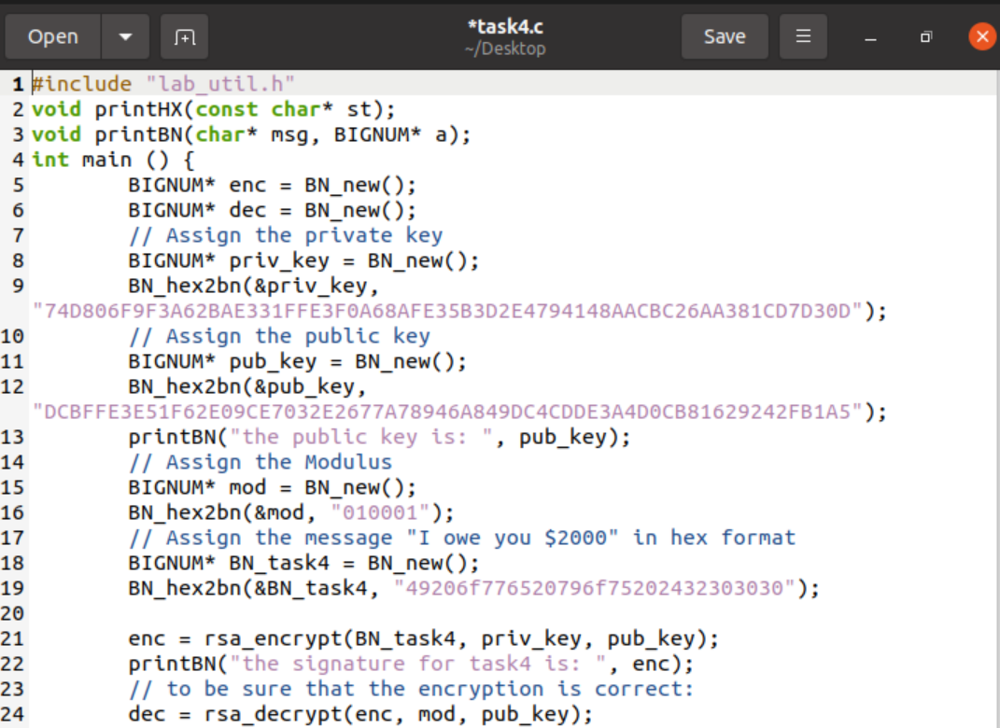 Open
*task4.c
~/Desktop
Save
1 #include "lab_util.h"
2 void printHX(const char* st);
3 void printBN(char* msg, BIGNUM* a);
4 int main () {
5 BIGNUM* enc = BN_new();
6 BIGNUM* dec = BN_new();
7 // Assign the private key
8 BIGNUM* priv_key = BN_new();
9 BN_hex2bn(&priv_key,
"74D806F9F3A62BAE331FFE3F0A68AFE35B3D2E4794148AACBC26AA381CD7D30D");
10 // Assign the public key
11 BIGNUM* pub_key = BN_new();
12 BN_hex2bn(&pub_key,
"DCBFFE3E51F62E09CE7032E2677A78946A849DC4CDDE3A4D0CB81629242FB1A5");
13 printBN("the public key is: ", pub_key);
14 // Assign the Modulus
15 BIGNUM* mod = BN_new();
16 BN_hex2bn(&mod, "010001");
17 // Assign the message "I owe you $2000" in hex format
18 BIGNUM* BN_task4 = BN_new();
19 BN_hex2bn(&BN_task4, "49206f776520796f75202432303030");
20
21 enc = rsa_encrypt(BN_task4, priv_key, pub_key);
22 printBN("the signature for task4 is: ", enc);
23 // to be sure that the encryption is correct:
24 dec = rsa_decrypt(enc, mod, pub_key);